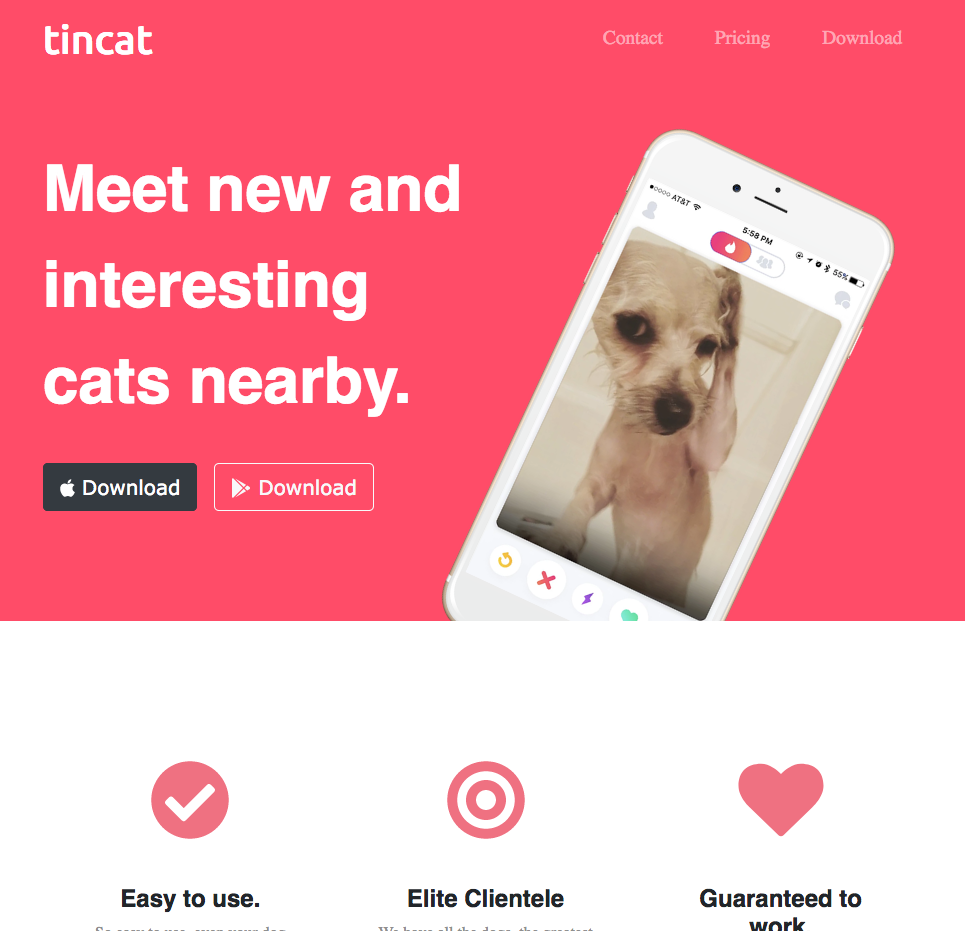 tincat
Contact Pricing Download
Meet new and
interesting
cats nearby.
Download Download
AT&T 5:58 PM 55%
Easy to use. Elite Clientele Guaranteed to
work.
So easy to use, even your dog We have all the dogs, the greatest